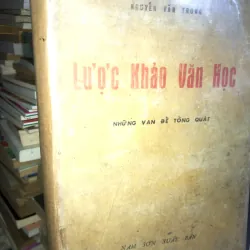 NGUYỄN VĂN TRUNG
Lược Khảo Văn Học
NHỮNG VẤN ĐỀ TỔNG QUÁT
NAM SƠN XUẤT BẢN